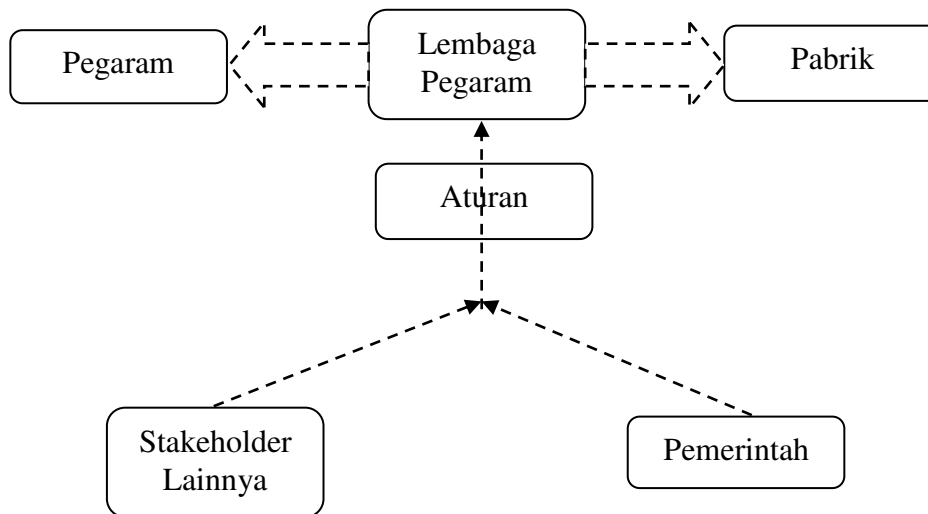 Pegaram
Lembaga
Pegaram
Pabrik
Aturan
Stakeholder
Lainnya
Pemerintah